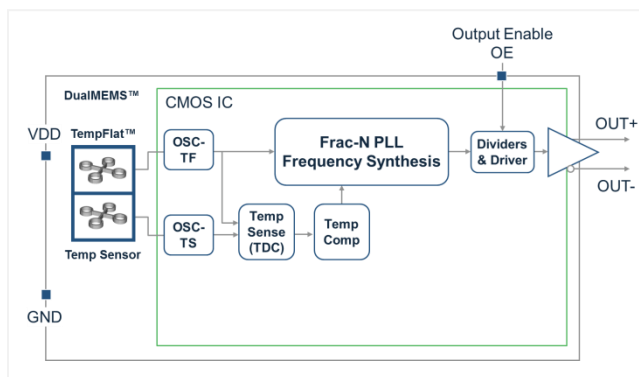 Output Enable
OE
DualMEMS™
CMOS IC
VDD
TempFlat™
OSC-
TF
Frac-N PLL
Frequency Synthesis
Dividers
& Driver
OUT+
OUT-
OSC-
TS
Temp
Sense
(TDC)
Temp
Comp
Temp Sensor
GND